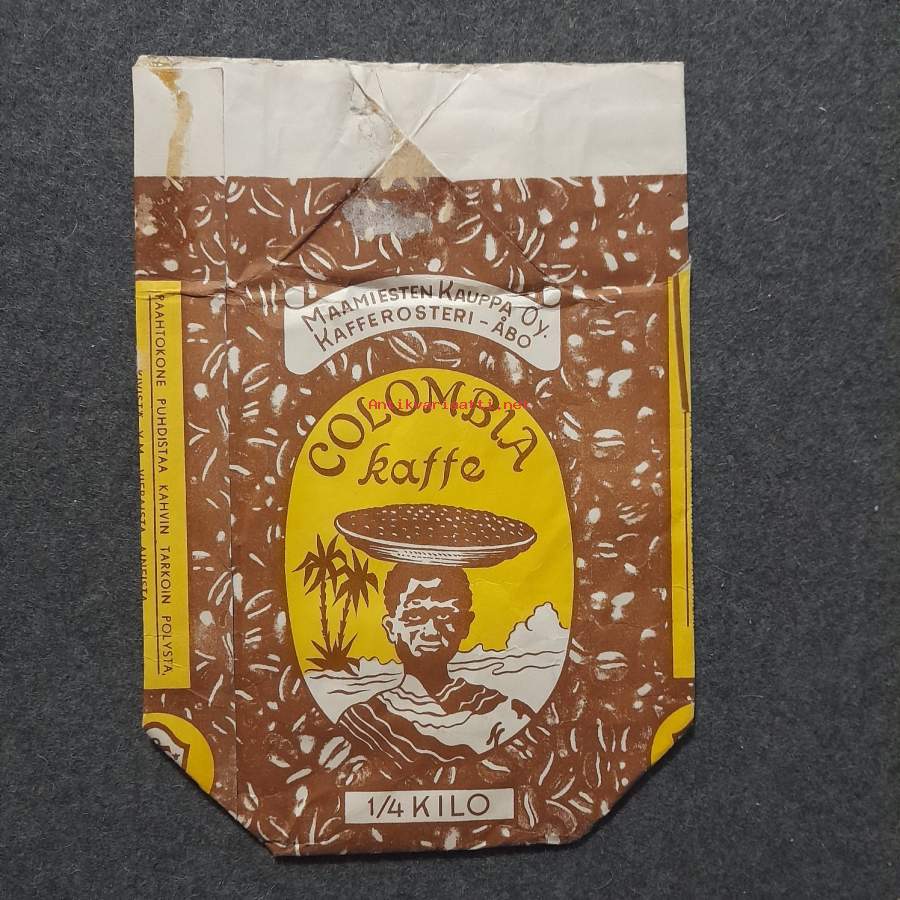 MAAMIESTEN KAUPPA OY.
KAFFEROSTERI - ÅBO
COLOMBIA
Antikvariaatti.net
kaffe
1/4 KILO
RAAHTOKONE PUHDISTAA KAHVIN TARKOIN POLYSTA,